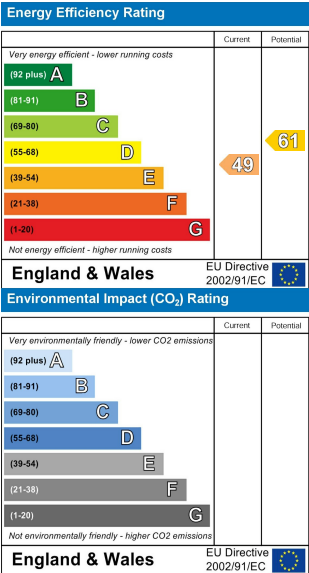 Energy Efficiency Rating
Current Potential
Very energy efficient - lower running costs
(92 plus) A
(81-91) B
(69-80) C
(55-68) D
(39-54) E
(21-38) F
(1-20) G
49
61
Not energy efficient - higher running costs
England & Wales
EU Directive
2002/91/EC
Environmental Impact (CO₂) Rating
Current Potential
Very environmentally friendly - lower CO2 emissions
(92 plus) A
(81-91) B
(69-80) C
(55-68) D
(39-54) E
(21-38) F
(1-20) G
Not environmentally friendly - higher CO2 emissions
England & Wales
EU Directive
2002/91/EC